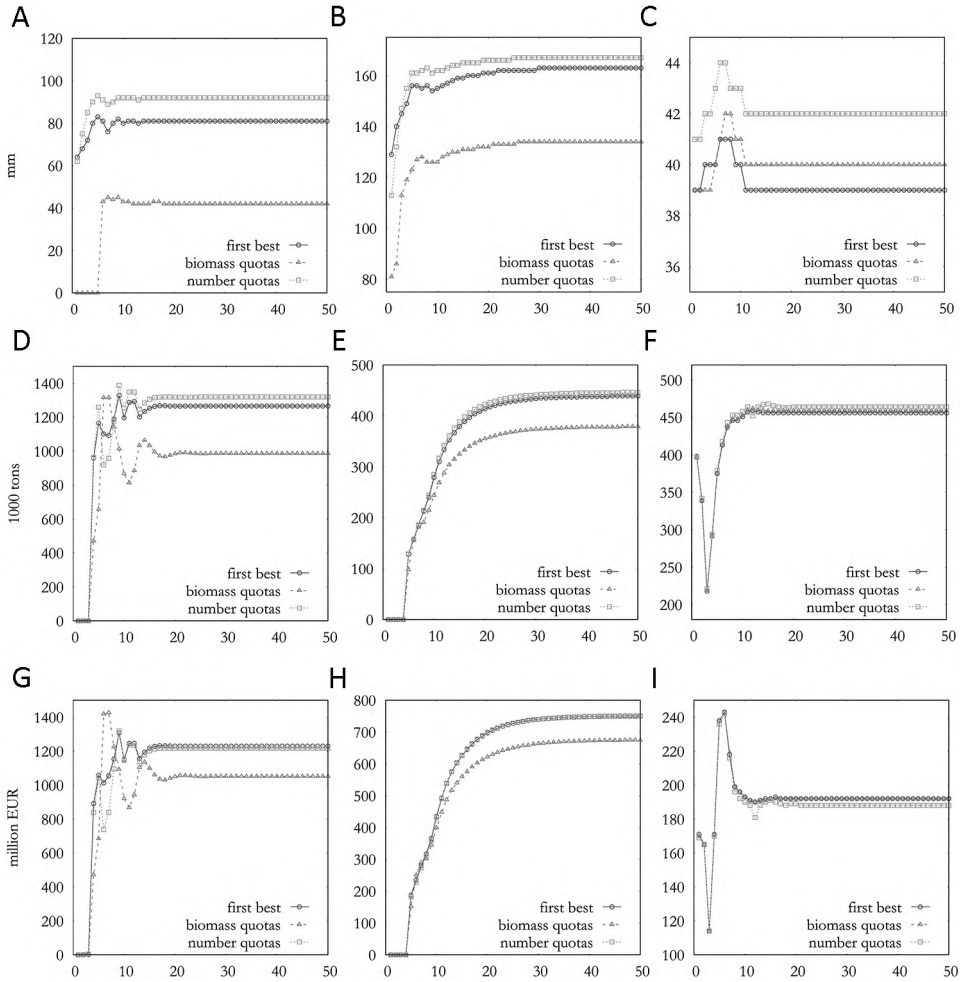 A B C
120
100
80
60
40
20
0
mm
first best
biomass quotas
number quotas
0 10 20 30 40 50
160
140
120
100
80
first best
biomass quotas
number quotas
0 10 20 30 40 50
44
42
40
38
36
first best
biomass quotas
number quotas
0 10 20 30 40 50
D E F
1400
1200
1000
800
600
400
200
0
1000 tons
first best
biomass quotas
number quotas
0 10 20 30 40 50
500
400
300
200
100
0
first best
biomass quotas
number quotas
0 10 20 30 40 50
500
450
400
350
300
250
200
first best
biomass quotas
number quotas
0 10 20 30 40 50
G H I
1400
1200
1000
800
600
400
200
0
million EUR
first best
biomass quotas
number quotas
0 10 20 30 40 50
800
700
600
500
400
300
200
100
0
first best
biomass quotas
number quotas
0 10 20 30 40 50
240
220
200
180
160
140
120
100
first best
biomass quotas
number quotas
0 10 20 30 40 50